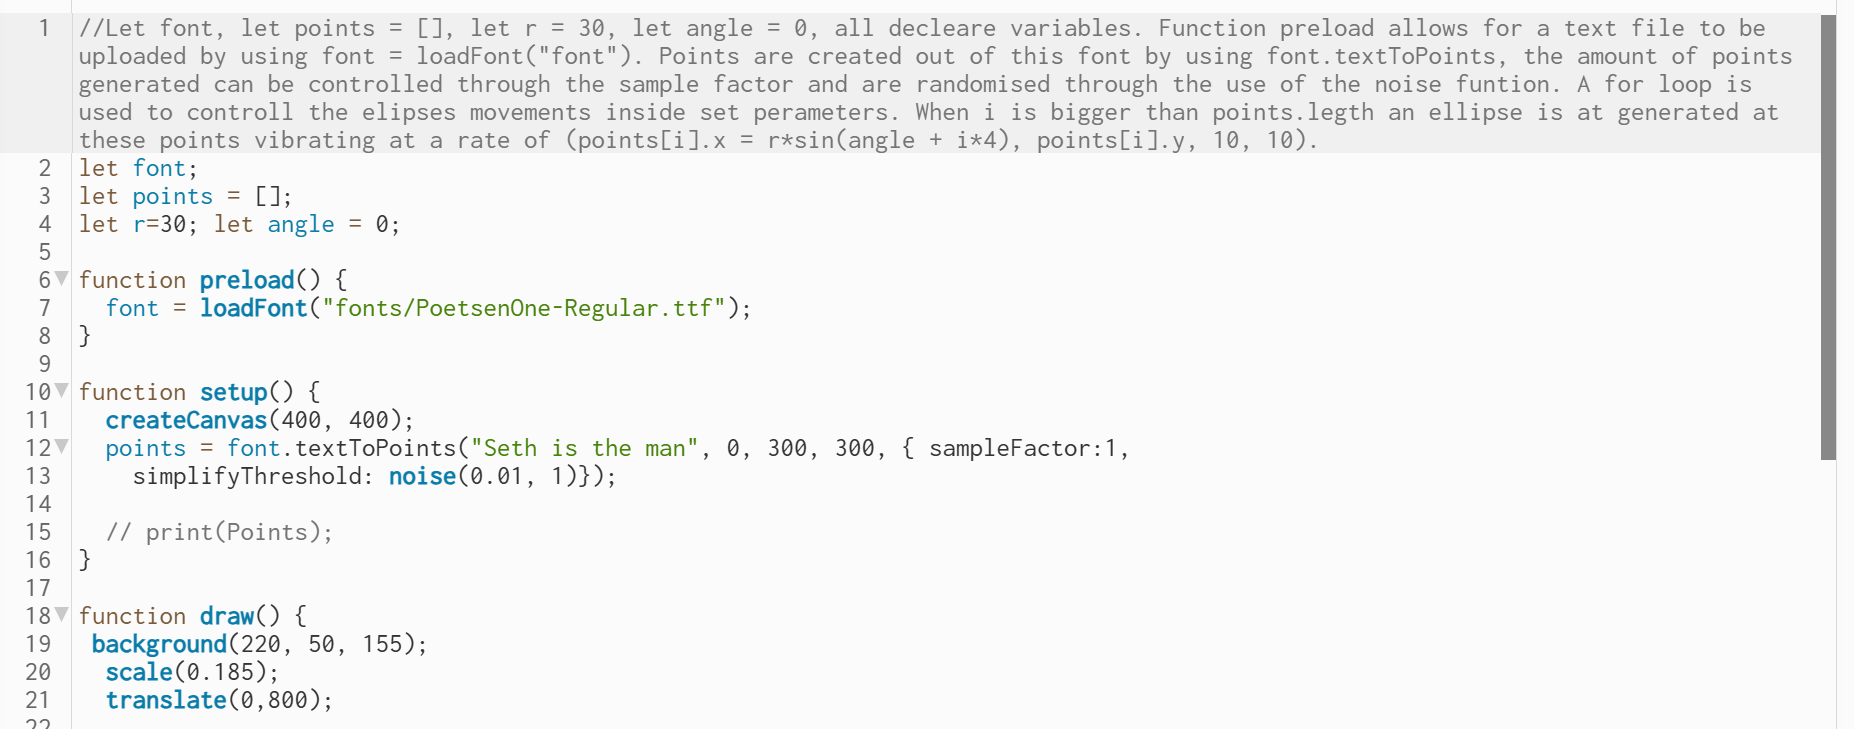 1 //Let font, let points = [], let r = 30, let angle = 0, all decleare variables. Function preload allows for a text file to be
uploaded by using font = loadFont("font"). Points are created out of this font by using font.textToPoints, the amount of points
generated can be controlled through the sample factor and are randomised through the use of the noise funtion. A for loop is
used to controll the elipses movements inside set perameters. When i is bigger than points.legth an ellipse is at generated at
these points vibrating at a rate of (points[i].x = r*sin(angle + i*4), points[i].y, 10, 10).
2 let font;
3 let points = [];
4 let r=30; let angle = 0;
5
6 function preload() {
7 font = loadFont("fonts/PoetsenOne-Regular.ttf");
8 }
9
10 function setup() {
11 createCanvas(400, 400);
12 points = font.textToPoints("Seth is the man", 0, 300, 300, { sampleFactor:1,
13 simplifyThreshold: noise(0.01, 1)});
14
15 // print(Points);
16 }
17
18 function draw() {
19 background(220, 50, 155);
20 scale(0.185);
21 translate(0,800);
22